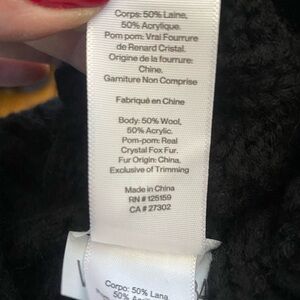 Corps: 50% Laine,
50% Acrylique.
Pom pom: Vrai Fourrure
de Renard Cristal.
Origine de la fourrure:
Chine.
Garniture Non Comprise
Fabriqué en Chine
Body: 50% Wool,
50% Acrylic.
Pom-pom: Real
Crystal Fox Fur.
Fur Origin: China,
Exclusive of Trimming
Made in China
RN # 125159
CA # 27302
Corpo: 50% Lana
50%